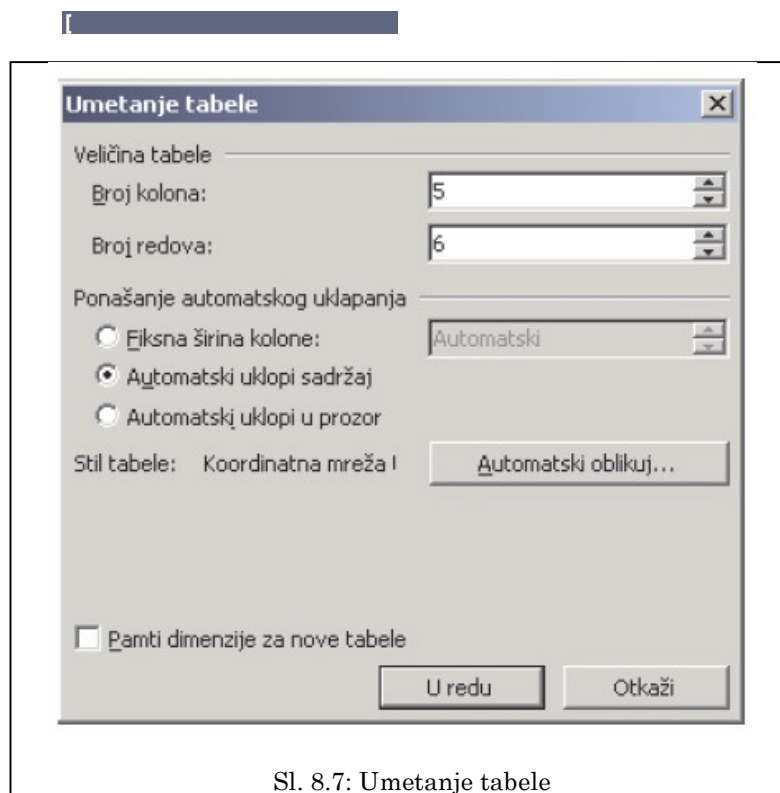 [
Umetanje tabele
Veličina tabele
Broj kolona: 5
Broj redova: 6
Ponašanje automatskog uklapanja
Fiksna širina kolone: Automatski
Automatski uklopi sadržaj
Automatski uklopi u prozor
Stil tabele: Koordinatna mreža Automatski oblikuj...
Pamti dimenzije za nove tabele
U redu Otkaži
Sl. 8.7: Umetanje tabele